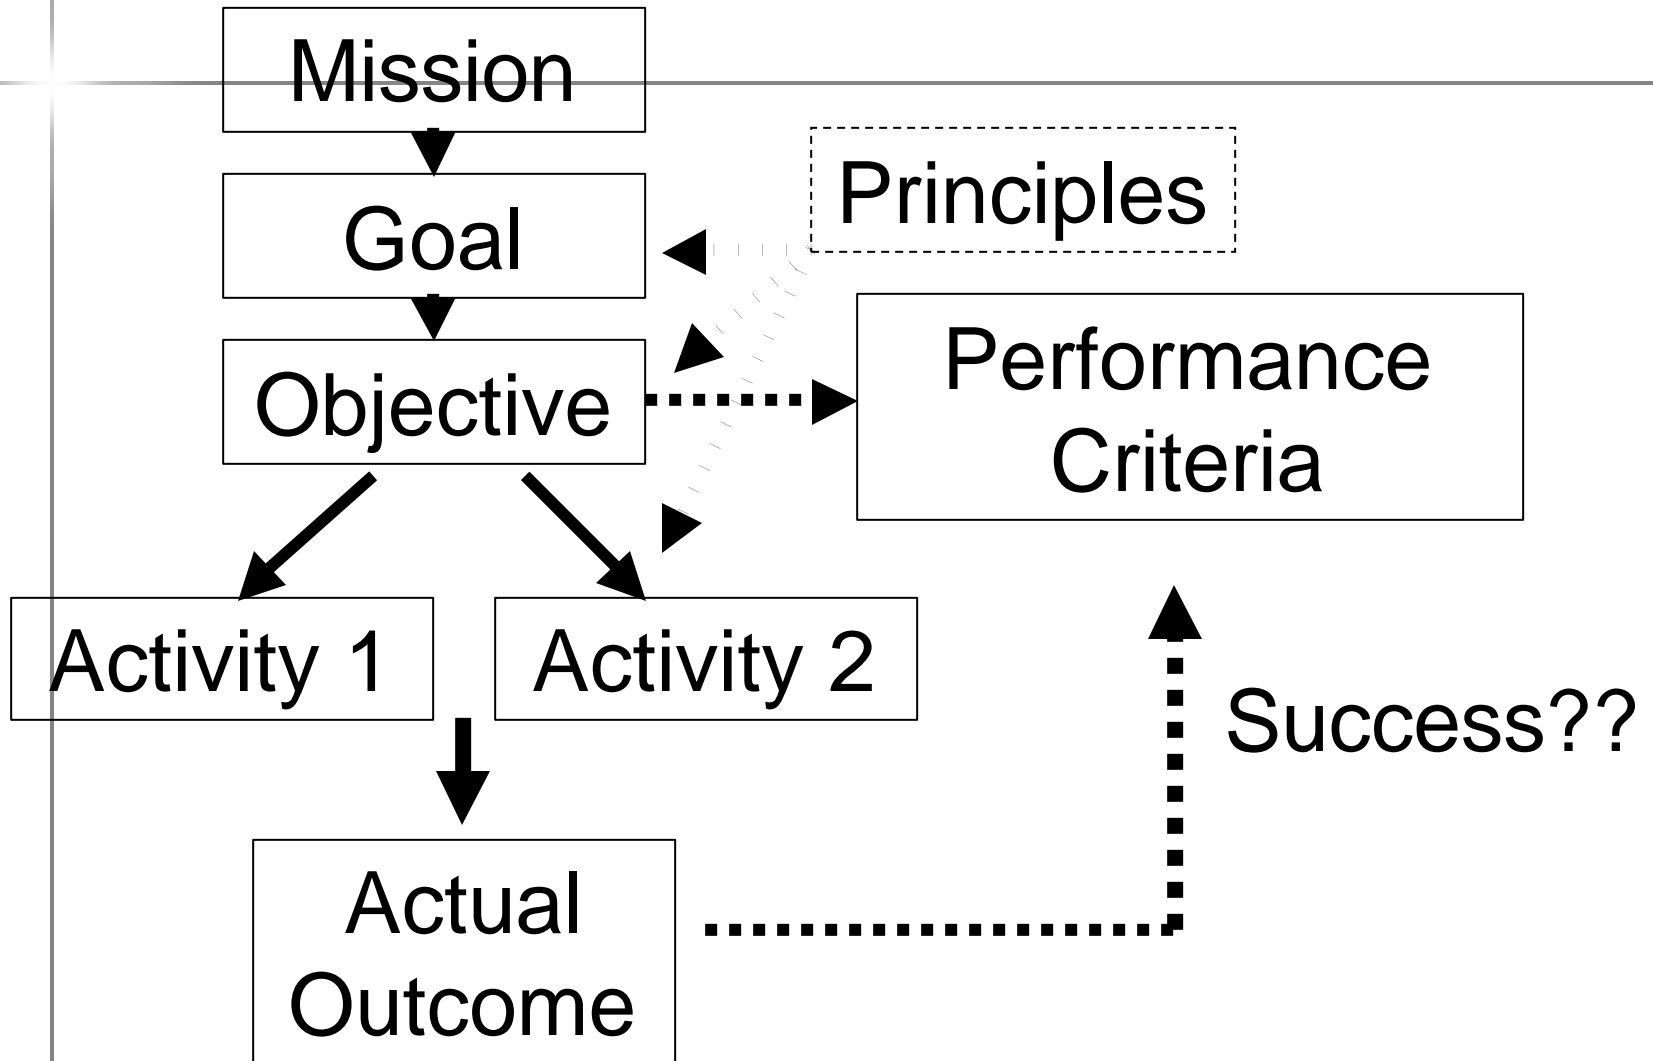 Mission
Principles
Goal
Objective
Performance
Criteria
Activity 1
Activity 2
Success??
Actual
Outcome